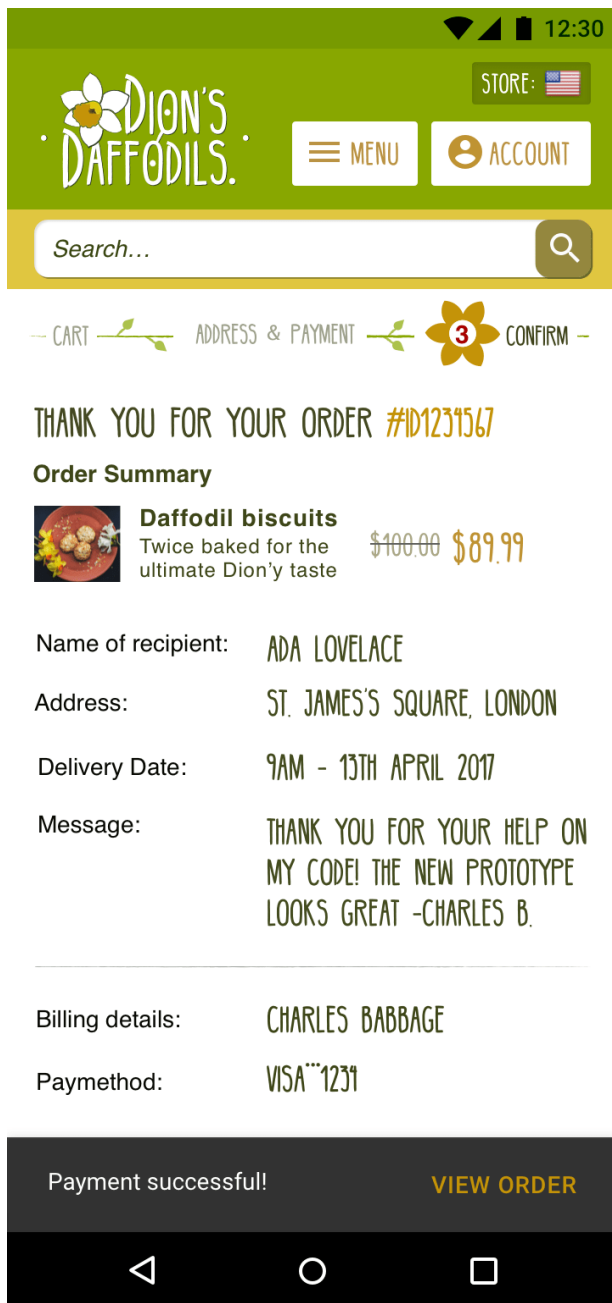 12:30
STORE:
DION'S
DAFFODILS.
MENU
ACCOUNT
Search...
CART
ADDRESS & PAYMENT
3
CONFIRM
THANK YOU FOR YOUR ORDER #ID1234567
Order Summary
Daffodil biscuits
Twice baked for the
ultimate Dion'y taste
$100.00 $89.99
Name of recipient: ADA LOVELACE
Address: ST. JAMES'S SQUARE, LONDON
Delivery Date: 9AM - 13TH APRIL 2017
Message: THANK YOU FOR YOUR HELP ON
MY CODE! THE NEW PROTOTYPE
LOOKS GREAT -CHARLES B.
Billing details: CHARLES BABBAGE
Paymethod: VISA***1234
Payment successful! VIEW ORDER